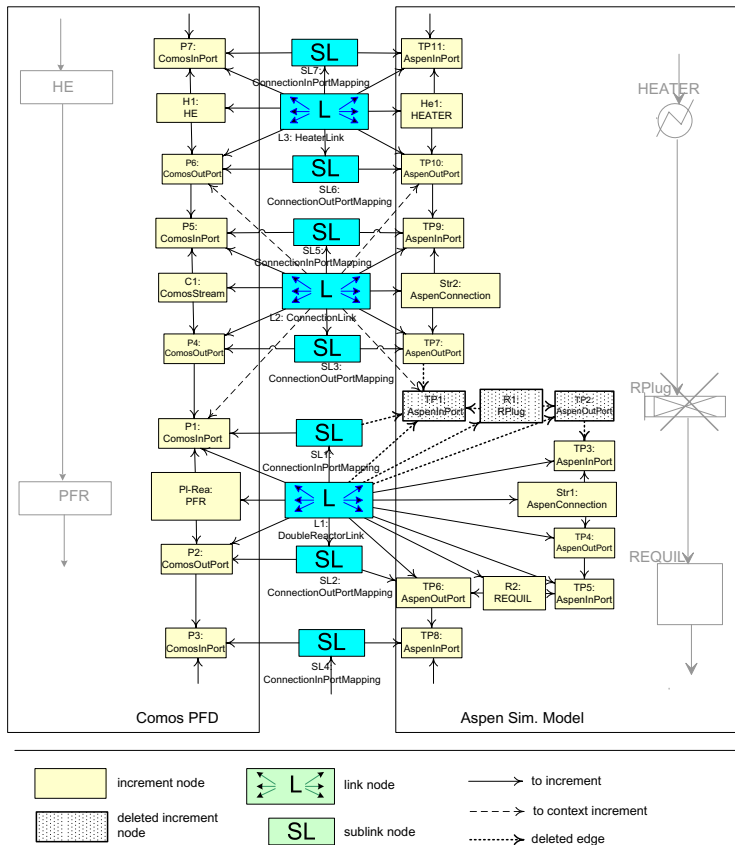 P7:
ComosInPort
SL
TP11:
AspenInPort
SL7:
ConnectionInPortMapping
HE
HEATER
H1:
HE
L
He1:
HEATER
L3: HeaterLink
P6:
ComosOutPort
SL
TP10:
AspenOutPort
SL6:
ConnectionOutPortMapping
P5:
ComosInPort
SL
TP9:
AspenInPort
SL5:
ConnectionInPortMapping
C1:
ComosStream
L
Str2:
AspenConnection
L2: ConnectionLink
P4:
ComosOutPort
SL
TP7:
AspenOutPort
SL3:
ConnectionOutPortMapping
TP1:
AspenInPort
R1:
RPlug
TP2:
AspenOutPort
RPlug
P1:
ComosInPort
SL
SL1:
ConnectionInPortMapping
TP3:
AspenInPort
PFR
Pl-Rea:
PFR
L
Str1:
AspenConnection
L1:
DoubleReactorLink
TP4:
AspenOutPort
P2:
ComosOutPort
SL
SL2:
ConnectionOutPortMapping
REQUIL
TP6:
AspenOutPort
R2:
REQUIL
TP5:
AspenInPort
P3:
ComosInPort
SL
TP8:
AspenInPort
SL4:
ConnectionInPortMapping
Comos PFD
Aspen Sim. Model
increment node
L
link node
to increment
deleted increment
node
SL
sublink node
to context increment
deleted edge